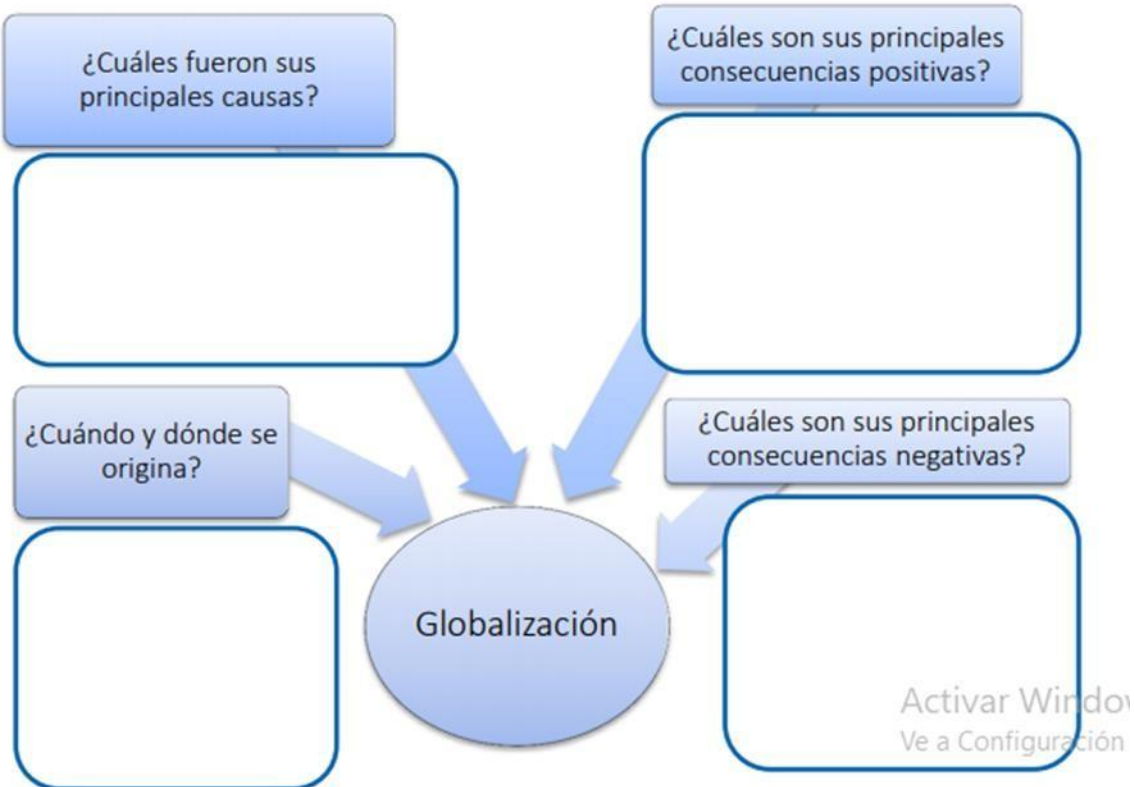 ¿Cuáles fueron sus
principales causas?
¿Cuáles son sus principales
consecuencias positivas?
¿Cuándo y dónde se
origina?
¿Cuáles son sus principales
consecuencias negativas?
Globalización
Activar Window
Ve a Configuración